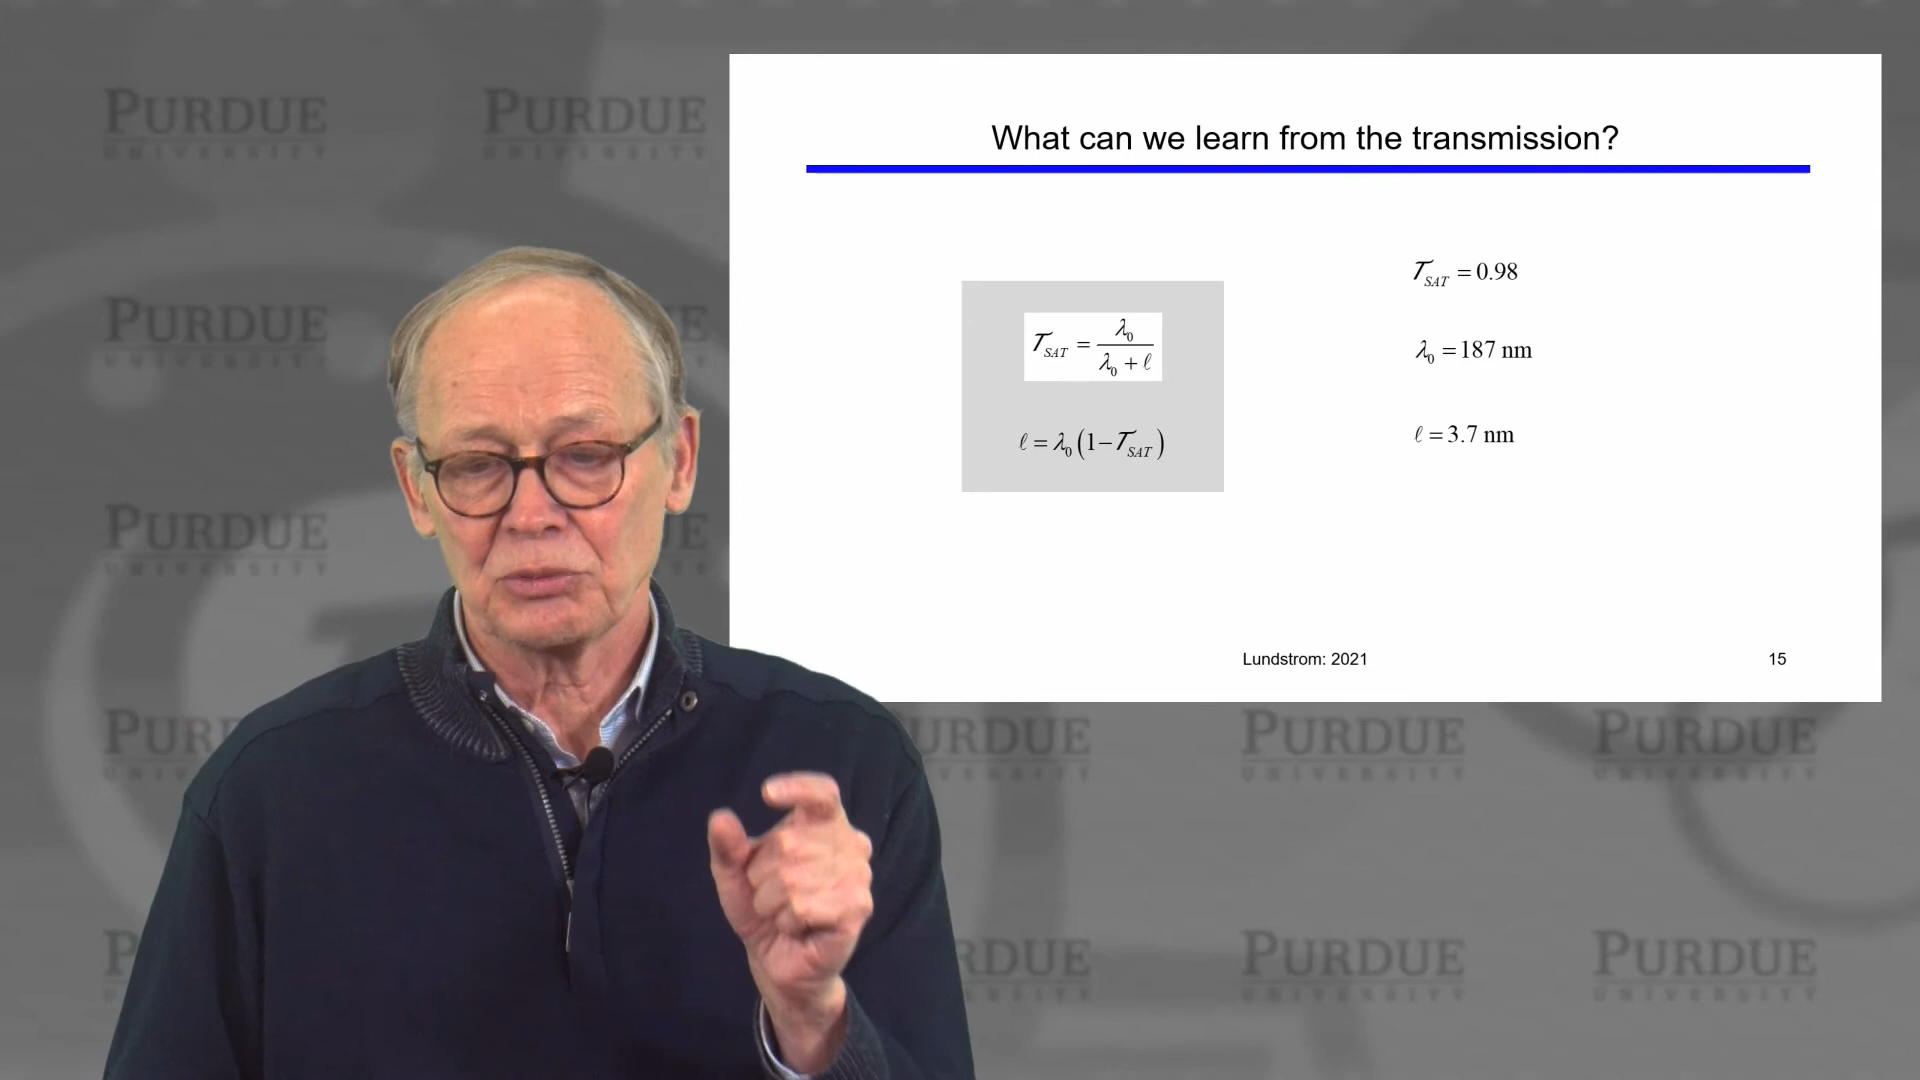 PURDUE PURDUE
UNIVERSITY UNIVERSITY
What can we learn from the transmission?
𝒯_SAT = λ₀ / (λ₀ + ℓ)
ℓ = λ₀ (1 − 𝒯_SAT)
𝒯_SAT = 0.98
λ₀ = 187 nm
ℓ = 3.7 nm
Lundstrom: 2021
15
PURDUE
UNIVERSITY
PURDUE
UNIVERSITY
PURDUE PURDUE
UNIVERSITY UNIVERSITY
PURDUE PURDUE
UNIVERSITY UNIVERSITY